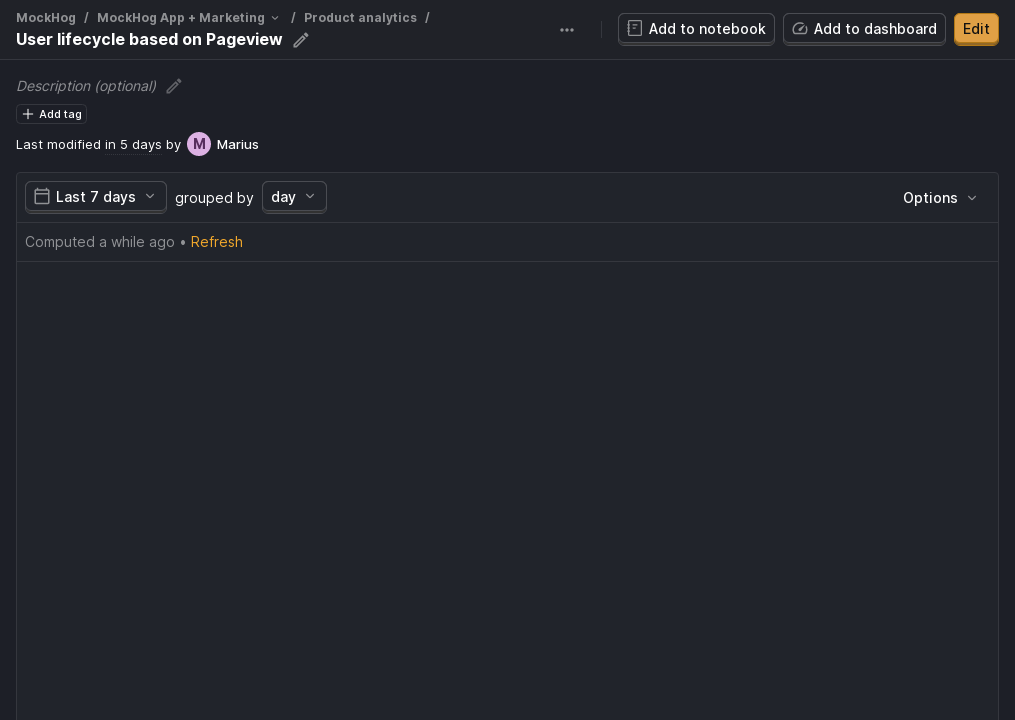 MockHog / MockHog App + Marketing / Product analytics /
User lifecycle based on Pageview
Add to notebook
Add to dashboard
Edit
Description (optional)
Add tag
Last modified in 5 days by M Marius
Last 7 days grouped by day
Options
Computed a while ago • Refresh